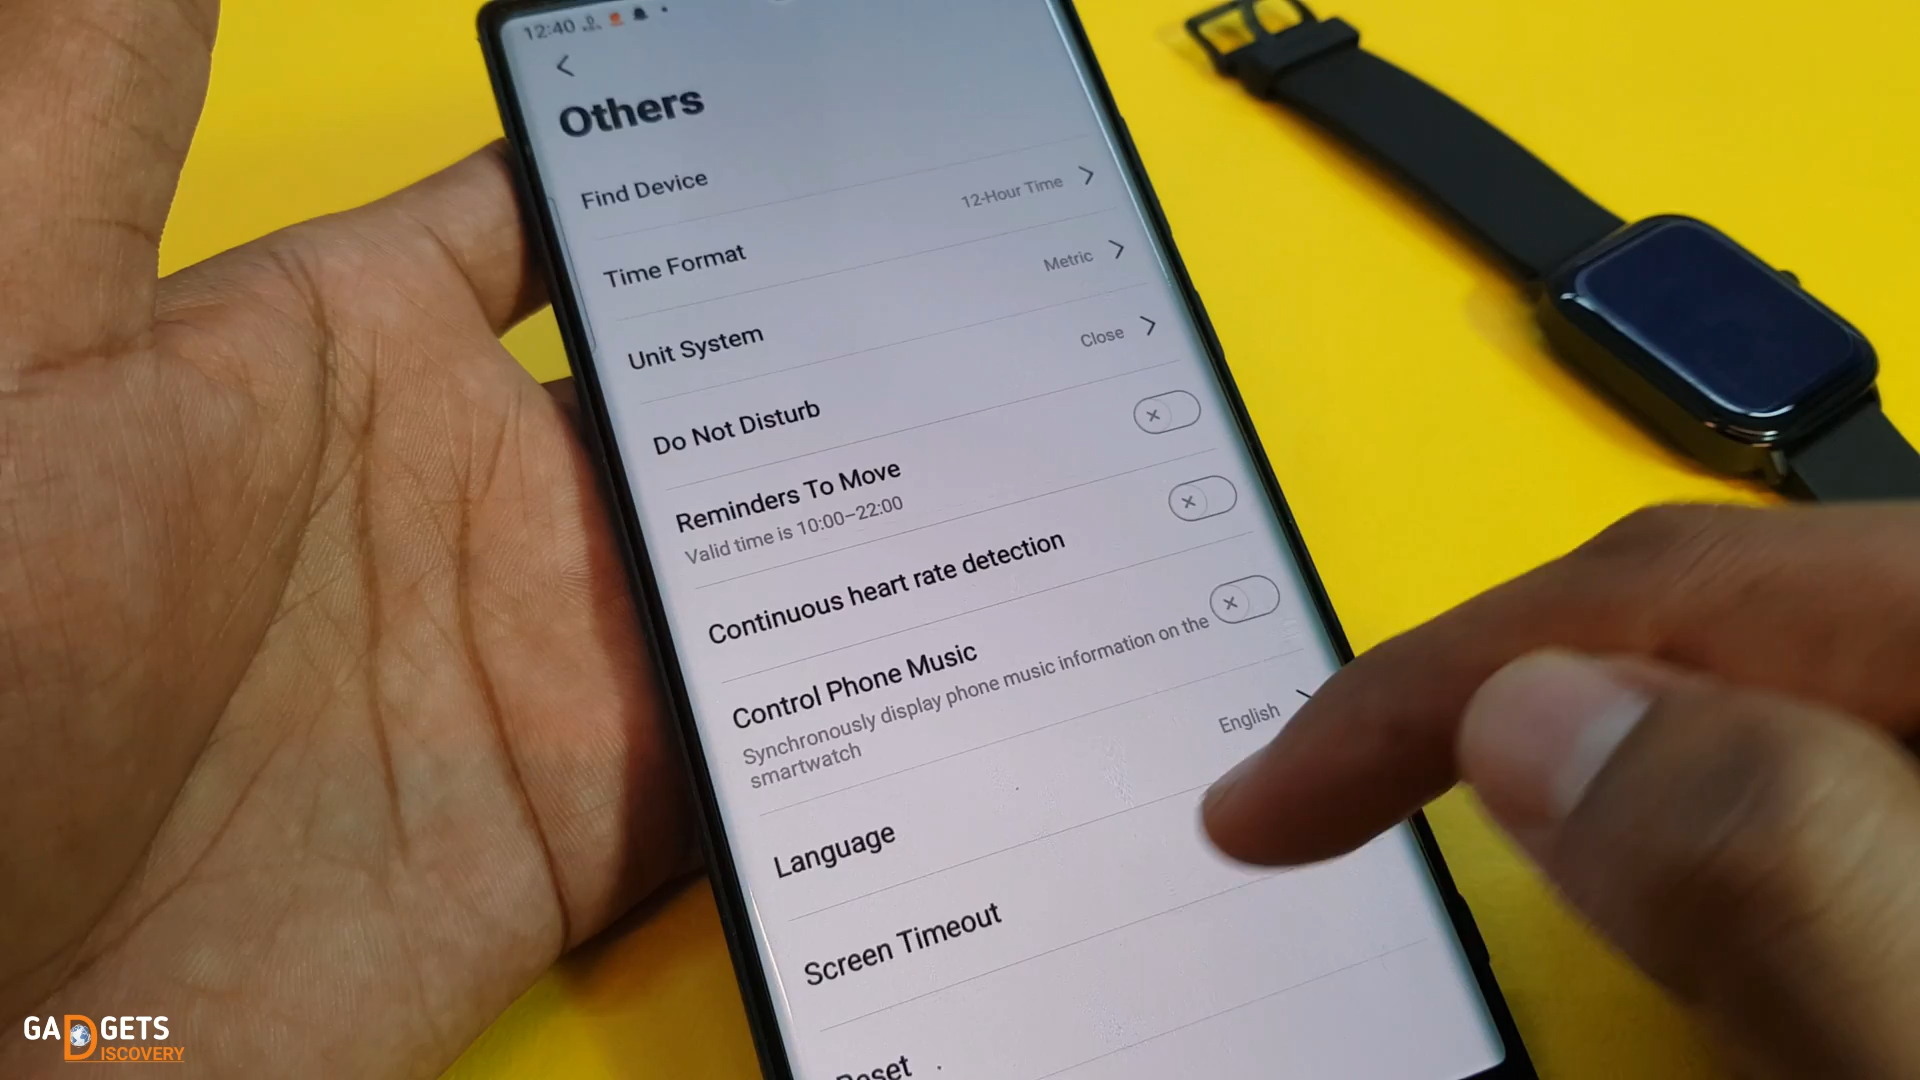 12:40
Others
Find Device
Time Format 12-Hour Time
Unit System Metric
Do Not Disturb Close
Reminders To Move
Valid time is 10:00–22:00
Continuous heart rate detection
Control Phone Music
Synchronously display phone music information on the
smartwatch
Language English
Screen Timeout
Reset
GADGETS
DISCOVERY